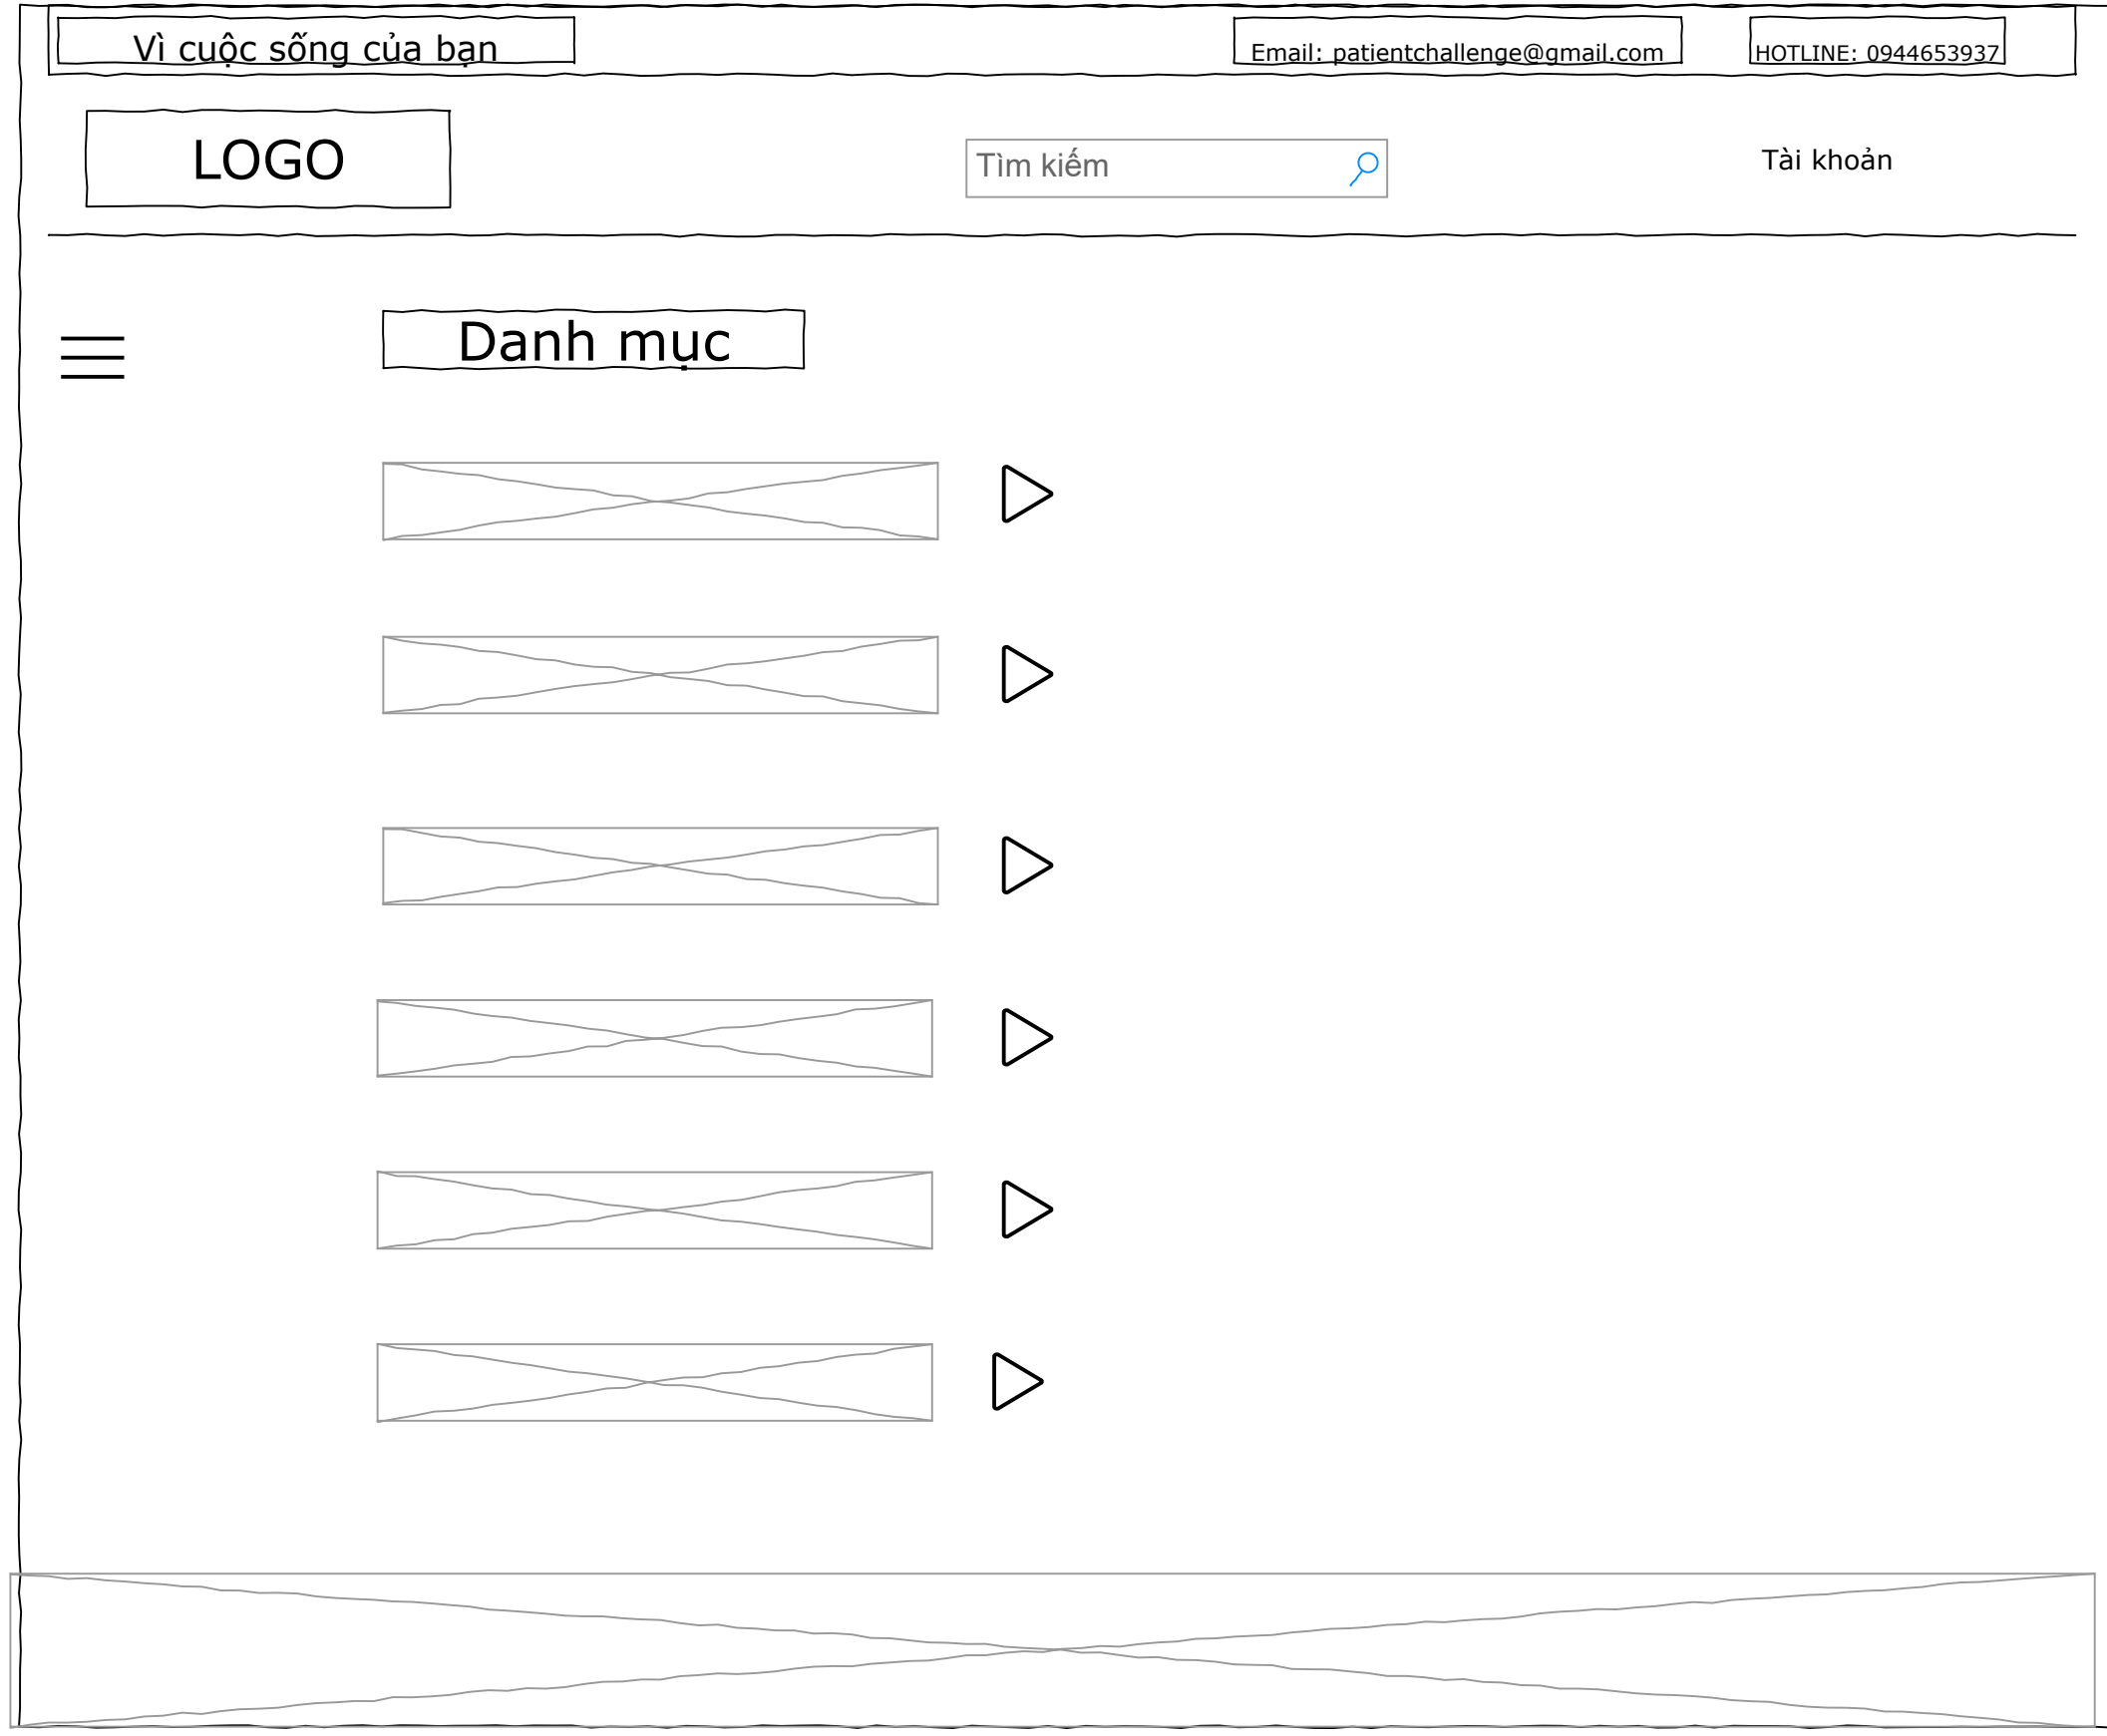 Vì cuộc sống của bạn
Email: patientchallenge@gmail.com
HOTLINE: 0944653937
LOGO
Tìm kiếm
Tài khoản
Danh mục